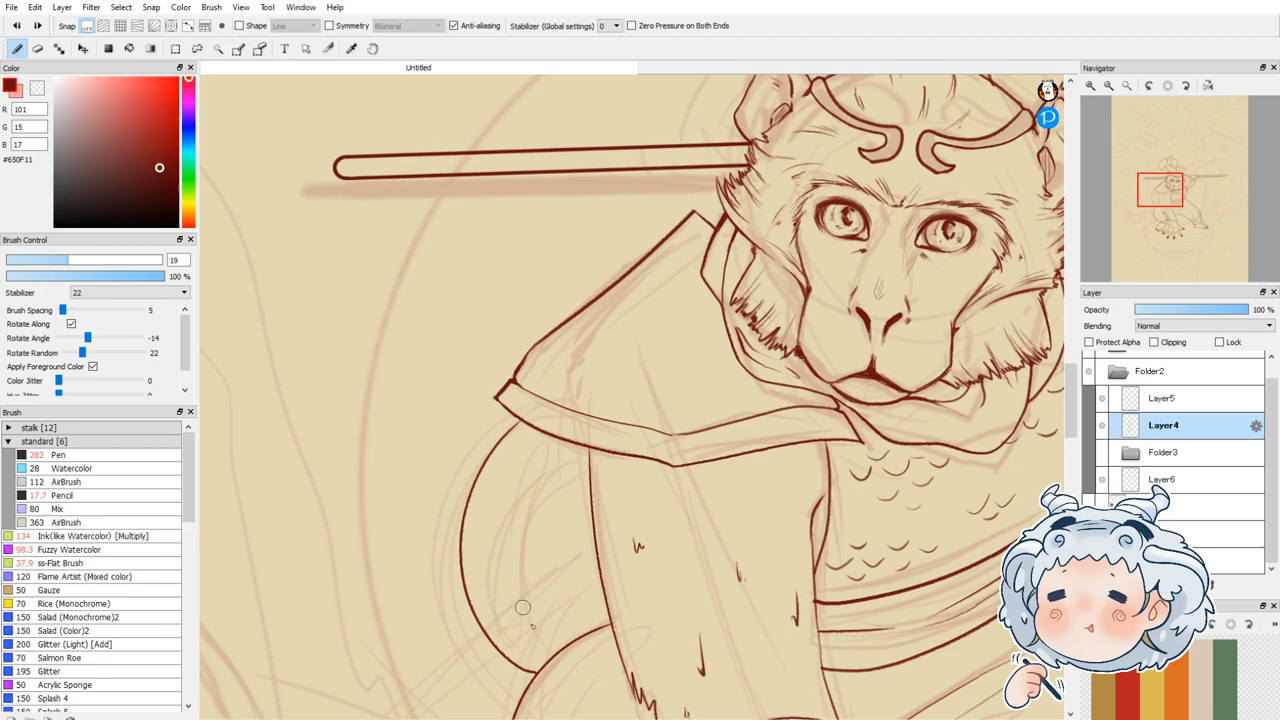 File Edit Filter Select Snap Color Brush View Tool Window Help
Snap off Shape Line Symmetry Bilateral Anti-aliasing Stabilizer (Global settings) 0 Zero Pressure on Both Ends
Color
R 101
G 15
B 17
#650F11
Brush Control
19
100 %
Stabilizer 22
Brush Spacing 5
Rotate Along
Rotate Angle -14
Rotate Random 22
Apply Foreground Color
Color Jitter 0
Brush
stalk [12]
standard [6]
282 Pen
28 Watercolor
112 AirBrush
17.7 Pencil
80 Mix
363 AirBrush
134 Ink(like Watercolor) [Multiply]
98.3 Fuzzy Watercolor
37.9 ss-Flat Brush
120 Flame Artist (Mixed color)
50 Gauze
70 Rice (Monochrome)
150 Salad (Monochrome)2
150 Salad (Color)2
200 Glitter (Light) [Add]
70 Salmon Roe
195 Glitter
50 Acrylic Sponge
150 Splash 4
150 Splash 5
Untitled
P
Navigator
Layer
Opacity 100 %
Blending Normal
Protect Alpha Clipping Lock
Folder2
Layer5
Layer4
Folder3
Layer6